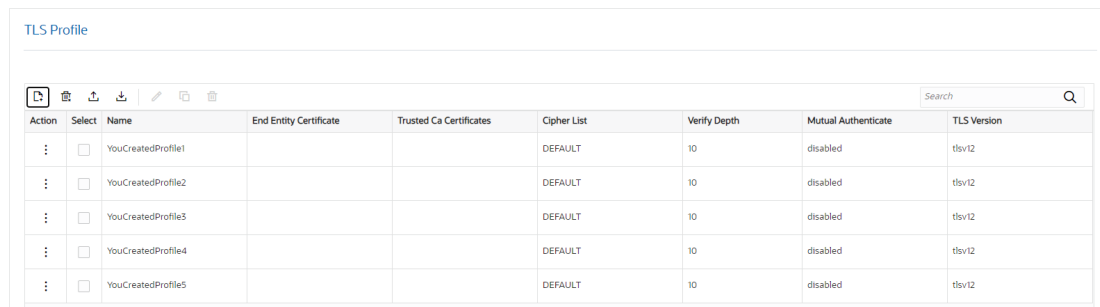 TLS Profile
Search
Action Select Name End Entity Certificate Trusted Ca Certificates Cipher List Verify Depth Mutual Authenticate TLS Version
YouCreatedProfile1 DEFAULT 10 disabled tlsv12
YouCreatedProfile2 DEFAULT 10 disabled tlsv12
YouCreatedProfile3 DEFAULT 10 disabled tlsv12
YouCreatedProfile4 DEFAULT 10 disabled tlsv12
YouCreatedProfile5 DEFAULT 10 disabled tlsv12